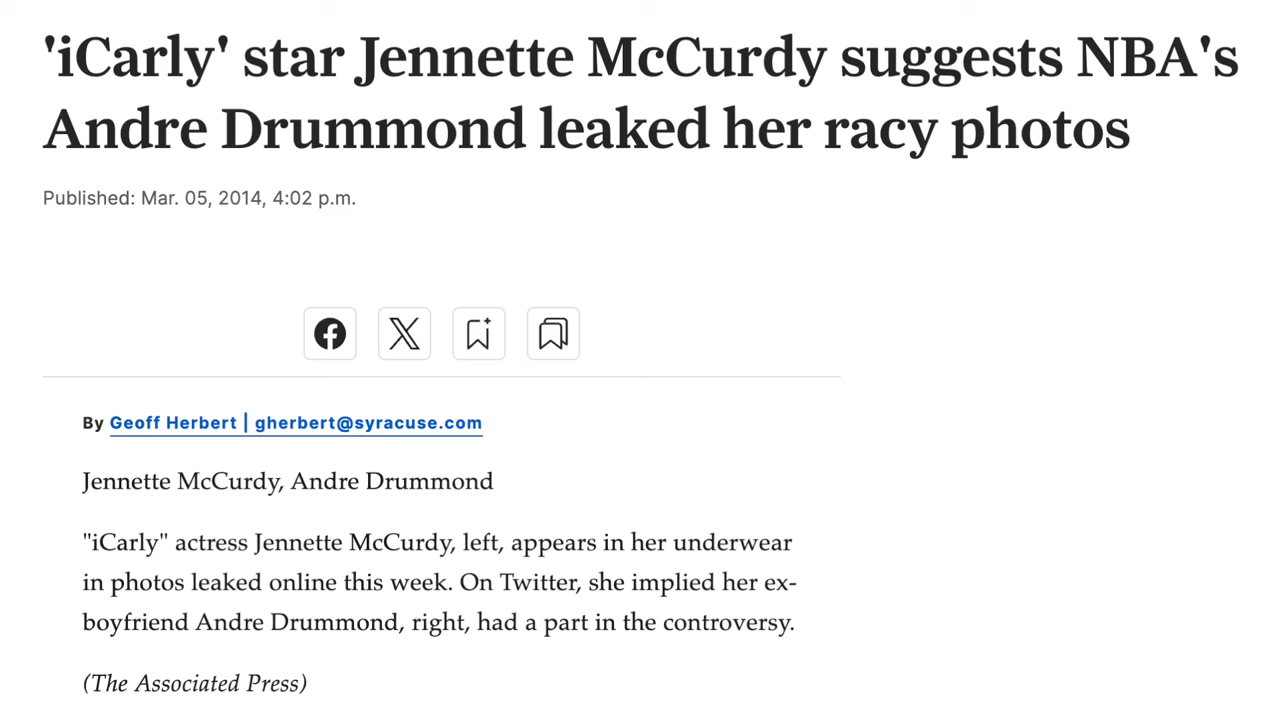 'iCarly' star Jennette McCurdy suggests NBA's
Andre Drummond leaked her racy photos
Published: Mar. 05, 2014, 4:02 p.m.
By Geoff Herbert | gherbert@syracuse.com
Jennette McCurdy, Andre Drummond
"iCarly" actress Jennette McCurdy, left, appears in her underwear
in photos leaked online this week. On Twitter, she implied her ex-
boyfriend Andre Drummond, right, had a part in the controversy.
(The Associated Press)